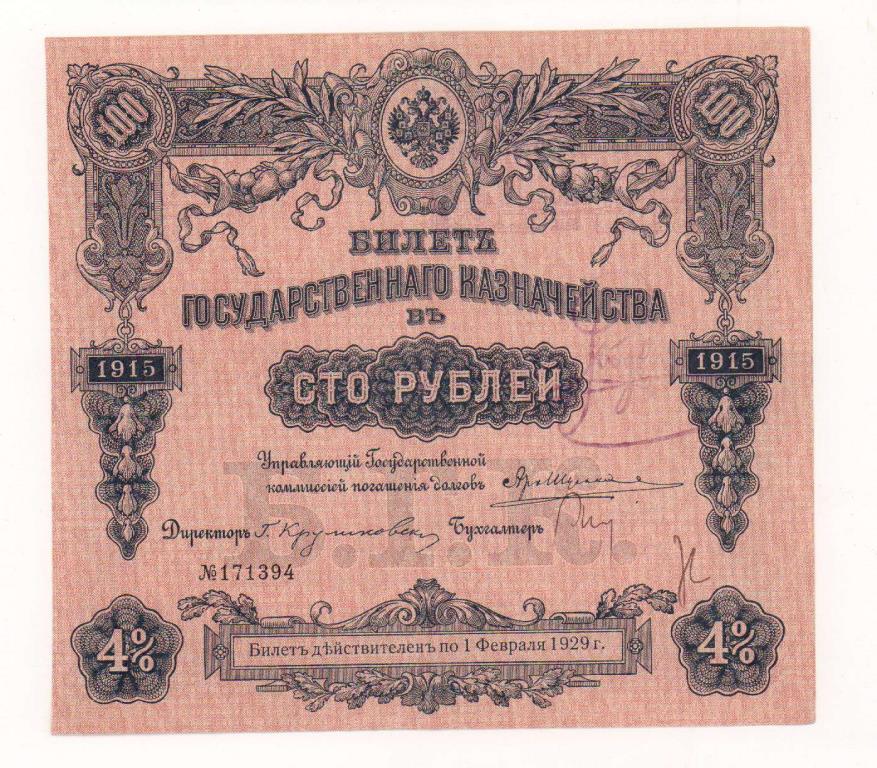 100 100
БИЛЕТЪ
ГОСУДАРСТВЕННАГО КАЗНАЧЕЙСТВА
ВЪ
1915 1915
СТО РУБЛЕЙ
Управляющій Государственной
коммиссіей погашенія долговъ
Директоръ Бухгалтеръ
Б.Г.К.
№171394
4% 4%
Билетъ дѣйствителенъ по 1 Февраля 1929 г.